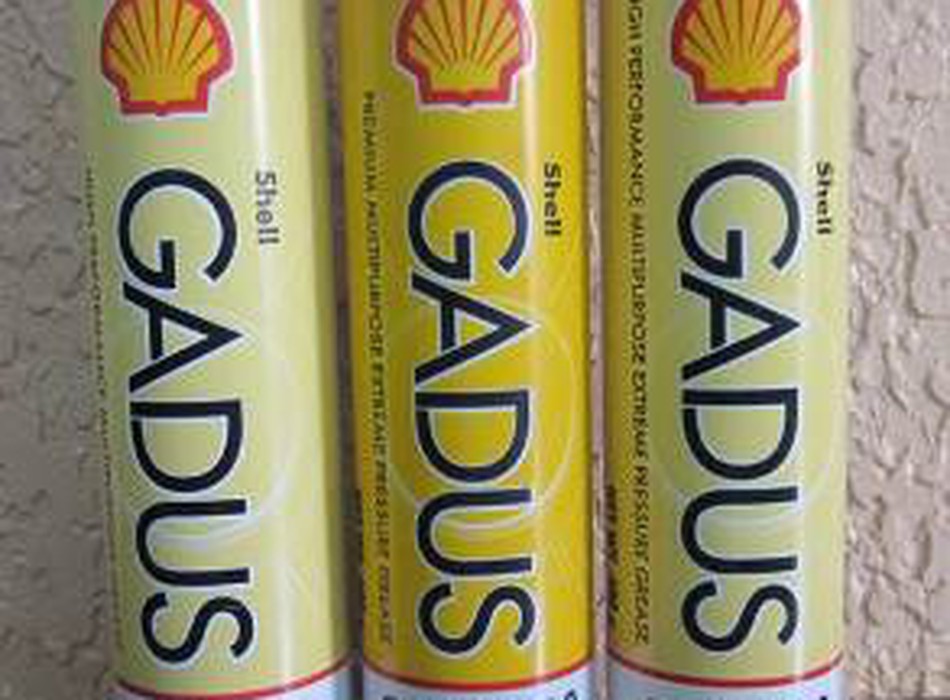 Shell
GADUS
Shell
GADUS
PREMIUM MULTIPURPOSE EXTREME PRESSURE GREASE
Shell
GADUS
HIGH PERFORMANCE MULTIPURPOSE EXTREME PRESSURE GREASE